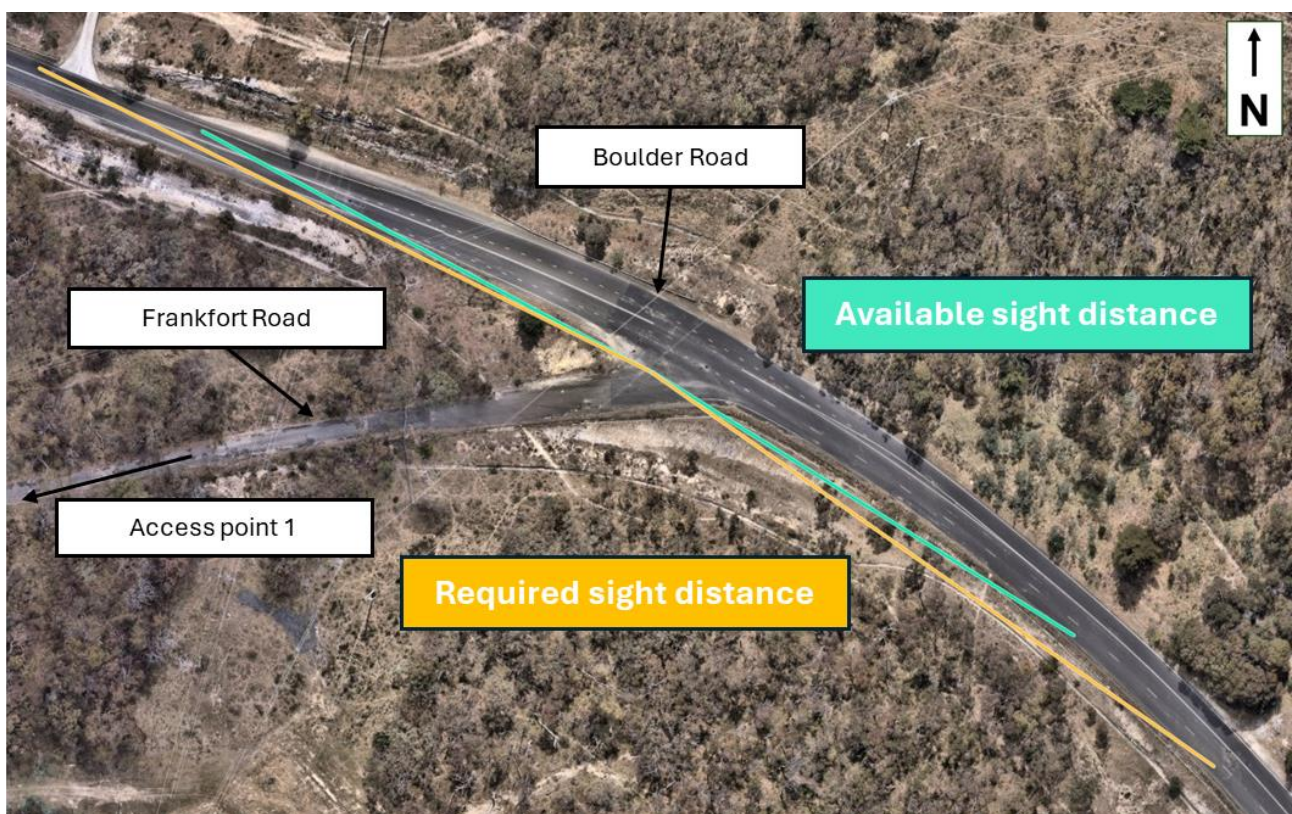 N
Boulder Road
Available sight distance
Frankfort Road
Access point 1
Required sight distance